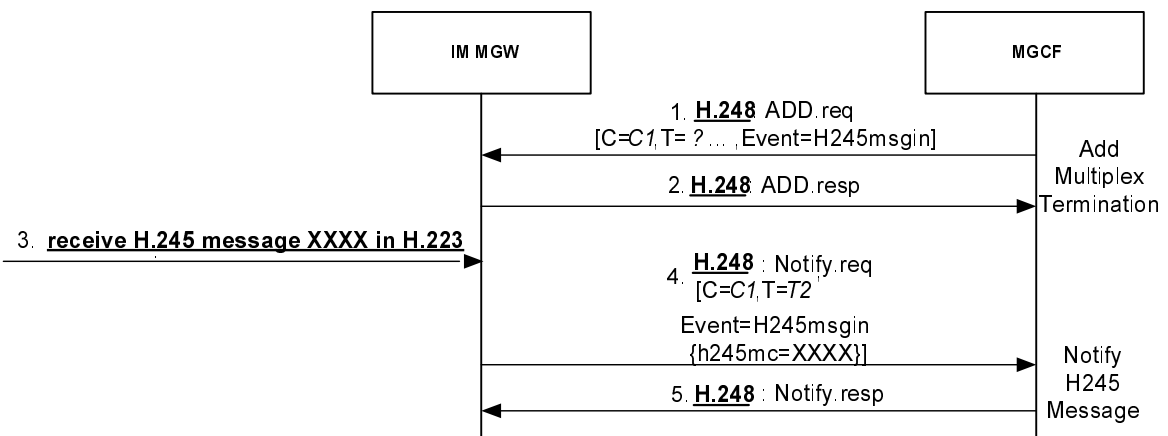 IM MGW
MGCF
1. H.248: ADD.req
[C=C1,T= ? ... ,Event=H245msgin]
Add
Multiplex
Termination
2. H.248: ADD.resp
3. receive H.245 message XXXX in H.223
4. H.248 : Notify.req
[C=C1,T=T2
Event=H245msgin
{h245mc=XXXX}]
Notify
H245
Message
5. H.248 : Notify.resp